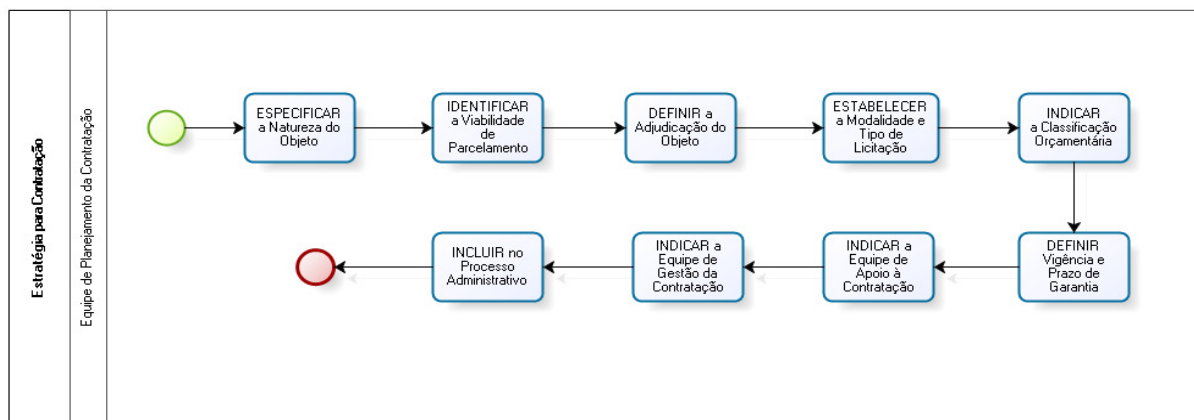 Estratégia para Contratação
Equipe de Planejamento da Contratação
ESPECIFICAR
a Natureza do
Objeto
IDENTIFICAR
a Viabilidade
de
Parcelamento
DEFINIR a
Adjudicação do
Objeto
ESTABELECER
a Modalidade e
Tipo de
Licitação
INDICAR
a Classificação
Orçamentária
DEFINIR
Vigência e
Prazo de
Garantia
INDICAR a
Equipe de
Apoio à
Contratação
INDICAR a
Equipe de
Gestão da
Contratação
INCLUIR no
Processo
Administrativo